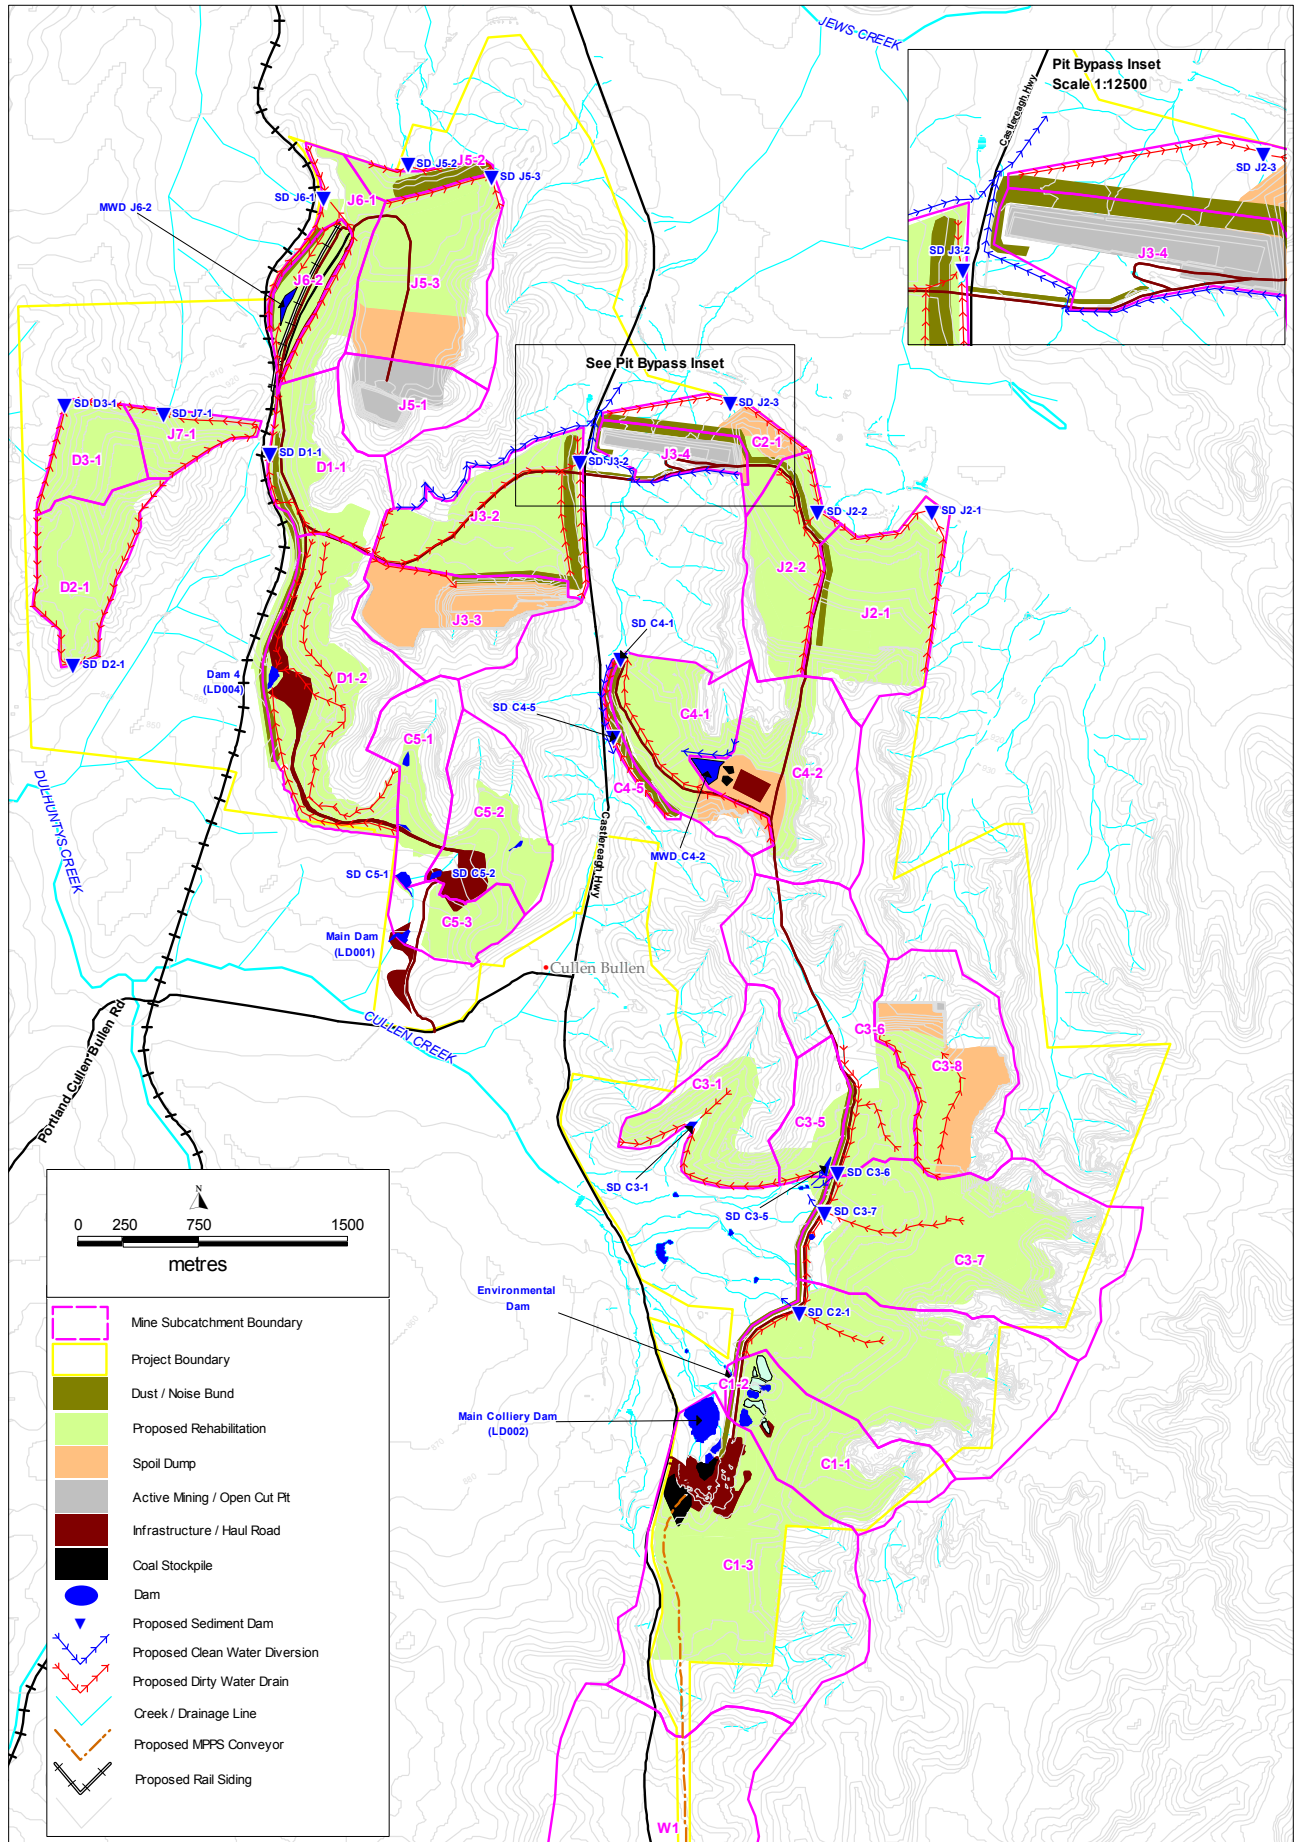 JEWS CREEK
Pit Bypass Inset
Scale 1:12500
Castlereagh Hwy
SD J2-3
SD J3-2
J3-4
SD J5-2
J5-2
SD J5-3
SD J6-1
J6-1
MWD J6-2
J6-2
J5-3
See Pit Bypass Inset
J5-1
SD D3-1
SD J7-1
J7-1
SD J2-3
C2-1
D3-1
SD D1-1
D1-1
J3-4
SD J3-2
J3-2
SD J2-2
SD J2-1
D2-1
J2-2
J2-1
J3-3
SD C4-1
SD D2-1
Dam 4
(LD004)
D1-2
SD C4-5
C4-1
C5-1
C4-2
C4-5
DULHUNTYS CREEK
C5-2
Castlereagh Hwy
MWD C4-2
SD C5-1
SD C5-2
C5-3
Main Dam
(LD001)
Cullen Bullen
Portland Cullen Bullen Rd
CULLEN CREEK
C3-6
C3-8
C3-1
C3-5
SD C3-6
SD C3-1
SD C3-5
SD C3-7
C3-7
Environmental
Dam
SD C2-1
C1-2
Main Colliery Dam
(LD002)
C1-1
C1-3
W1
N
0 250 750 1500
metres
Mine Subcatchment Boundary
Project Boundary
Dust / Noise Bund
Proposed Rehabilitation
Spoil Dump
Active Mining / Open Cut Pit
Infrastructure / Haul Road
Coal Stockpile
Dam
Proposed Sediment Dam
Proposed Clean Water Diversion
Proposed Dirty Water Drain
Creek / Drainage Line
Proposed MPPS Conveyor
Proposed Rail Siding